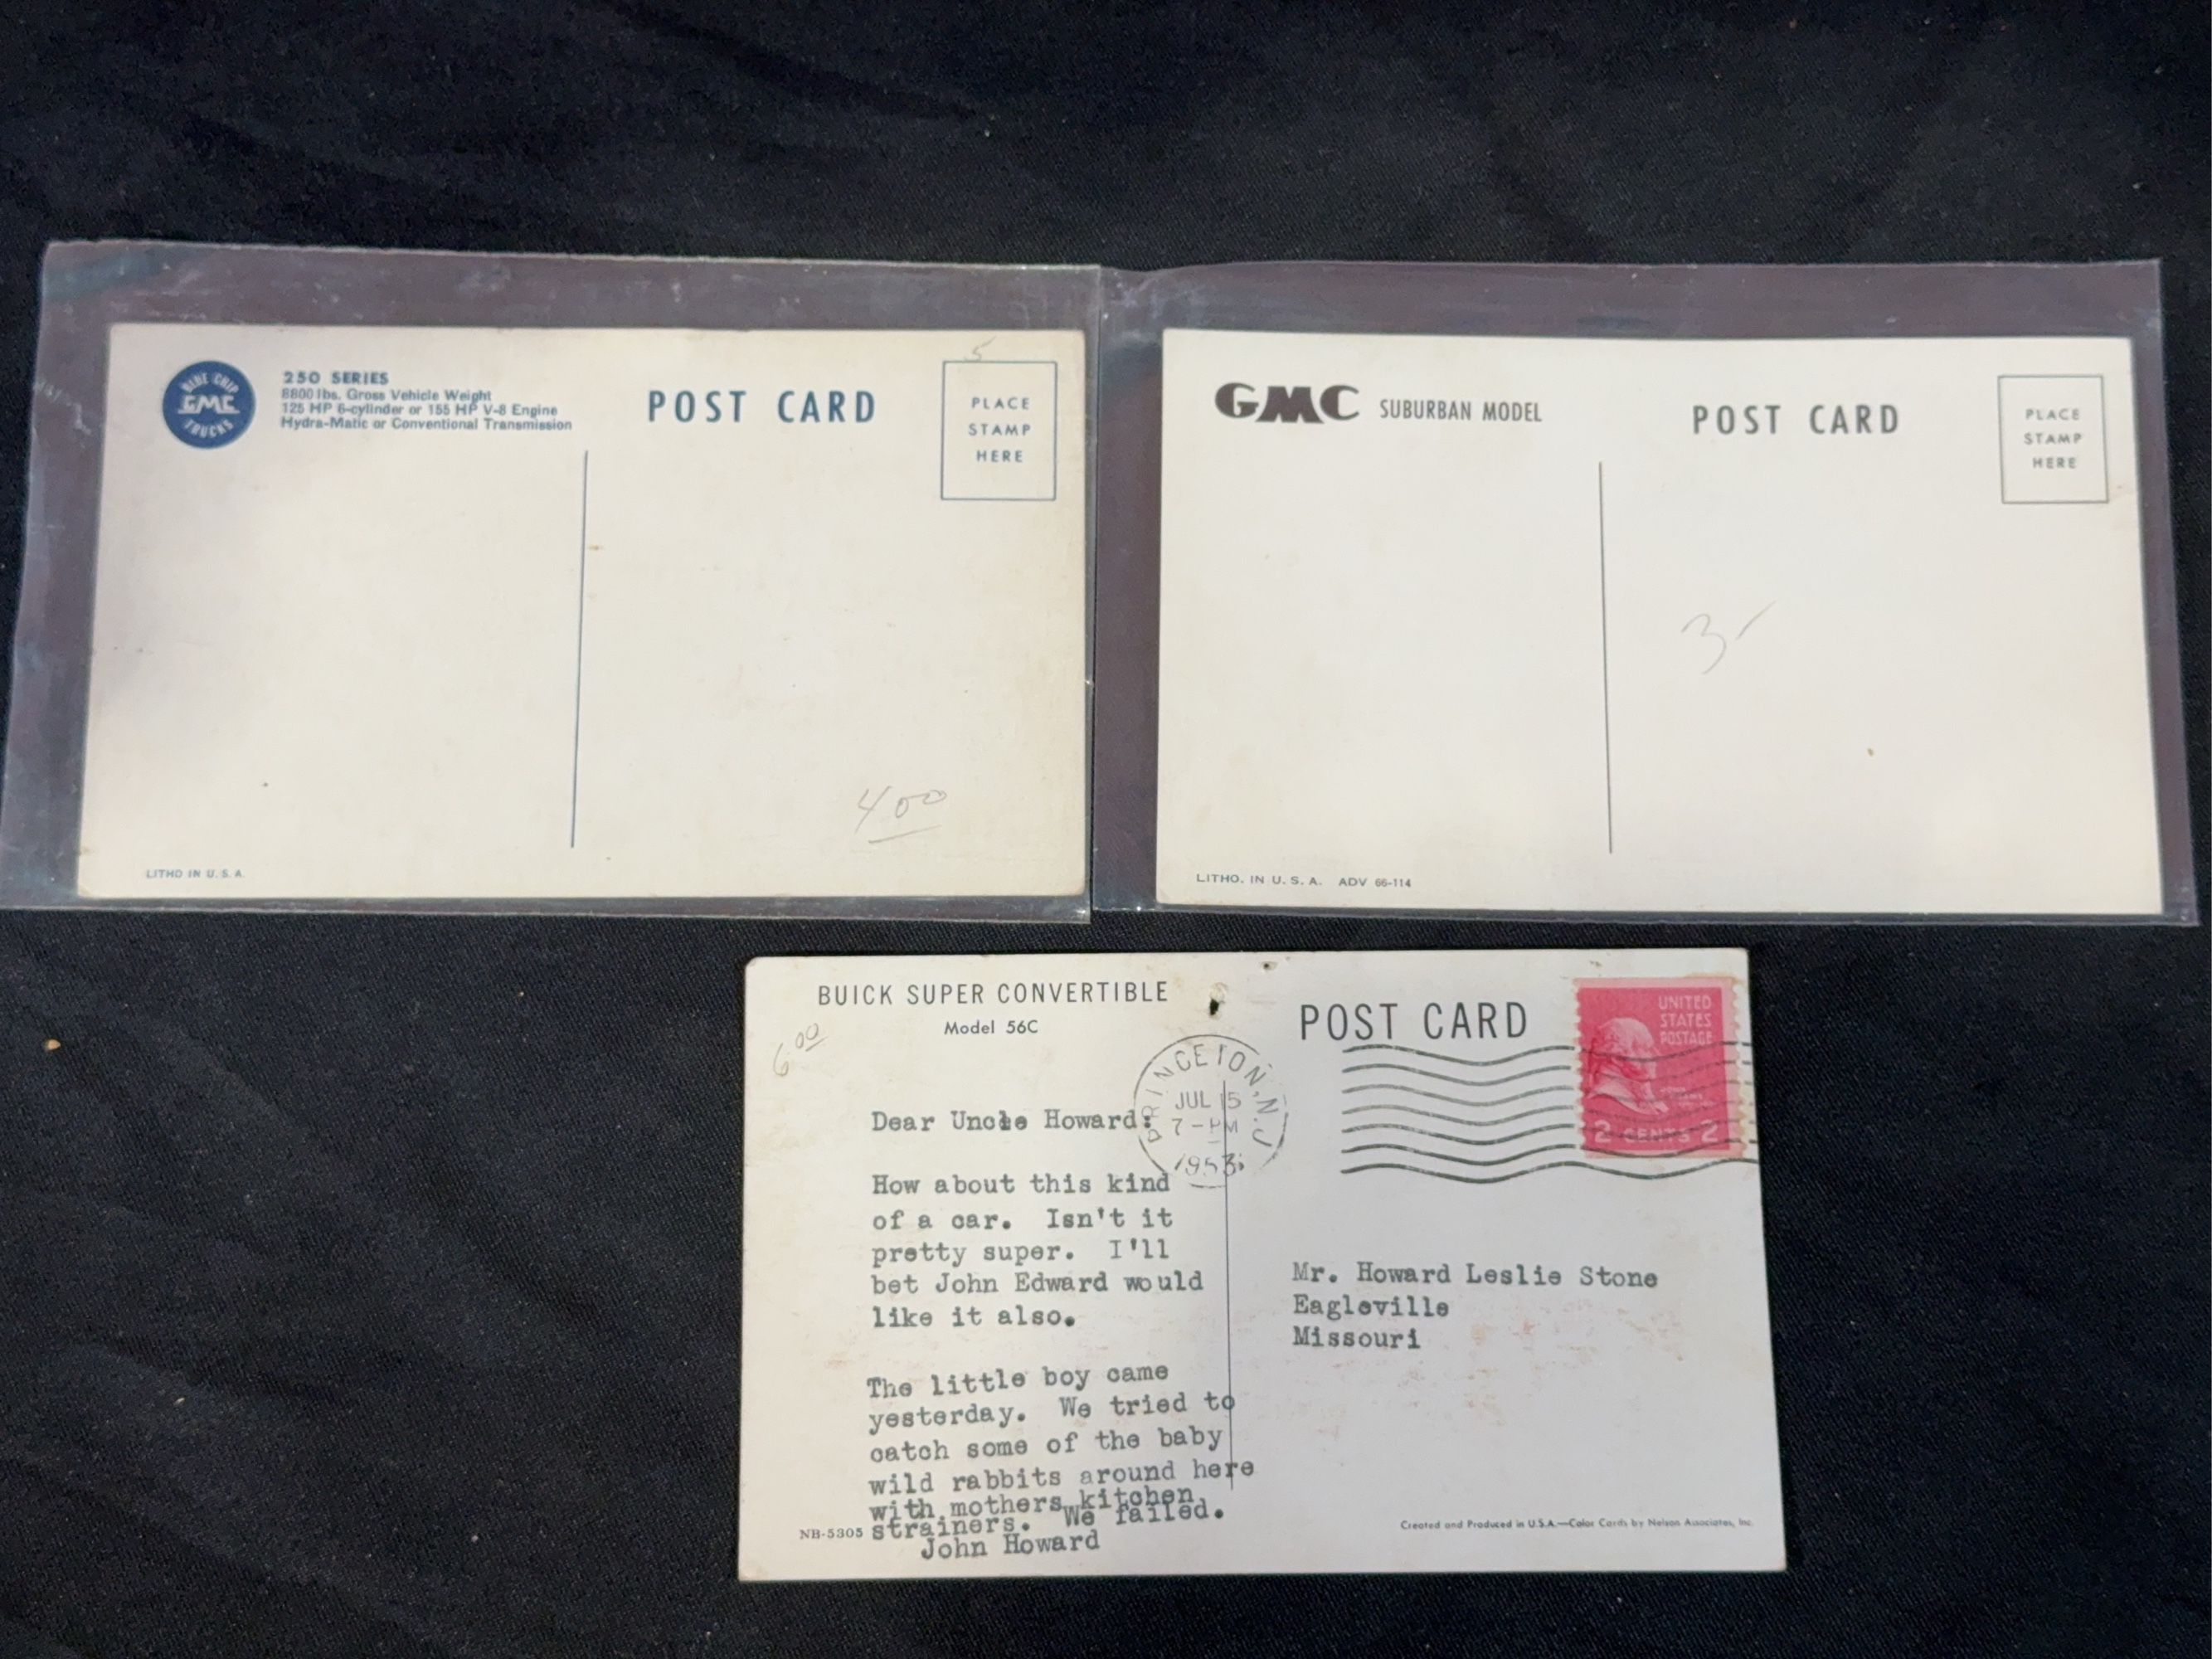 BLUE CHIP
GMC
TRUCKS
250 SERIES
8800 lbs. Gross Vehicle Weight
125 HP 6-cylinder or 155 HP V-8 Engine
Hydra-Matic or Conventional Transmission
POST CARD
5
PLACE
STAMP
HERE
4.00
LITHO IN U.S.A.
GMC SUBURBAN MODEL
POST CARD
PLACE
STAMP
HERE
3-
LITHO. IN U.S.A. ADV 66-114
BUICK SUPER CONVERTIBLE
Model 56C
6.00
POST CARD
UNITED
STATES
POSTAGE
2 CENTS 2
PRINCETON, N.J
JUL 15
7-PM
1953
Dear Uncle Howard:
How about this kind
of a car. Isn't it
pretty super. I'll
bet John Edward would
like it also.
The little boy came
yesterday. We tried to
catch some of the baby
wild rabbits around here
with mothers kitchen
strainers. We failed.
John Howard
Mr. Howard Leslie Stone
Eagleville
Missouri
NB-5305
Created and Produced in U.S.A.—Color Cards by Nelson Associates, Inc.